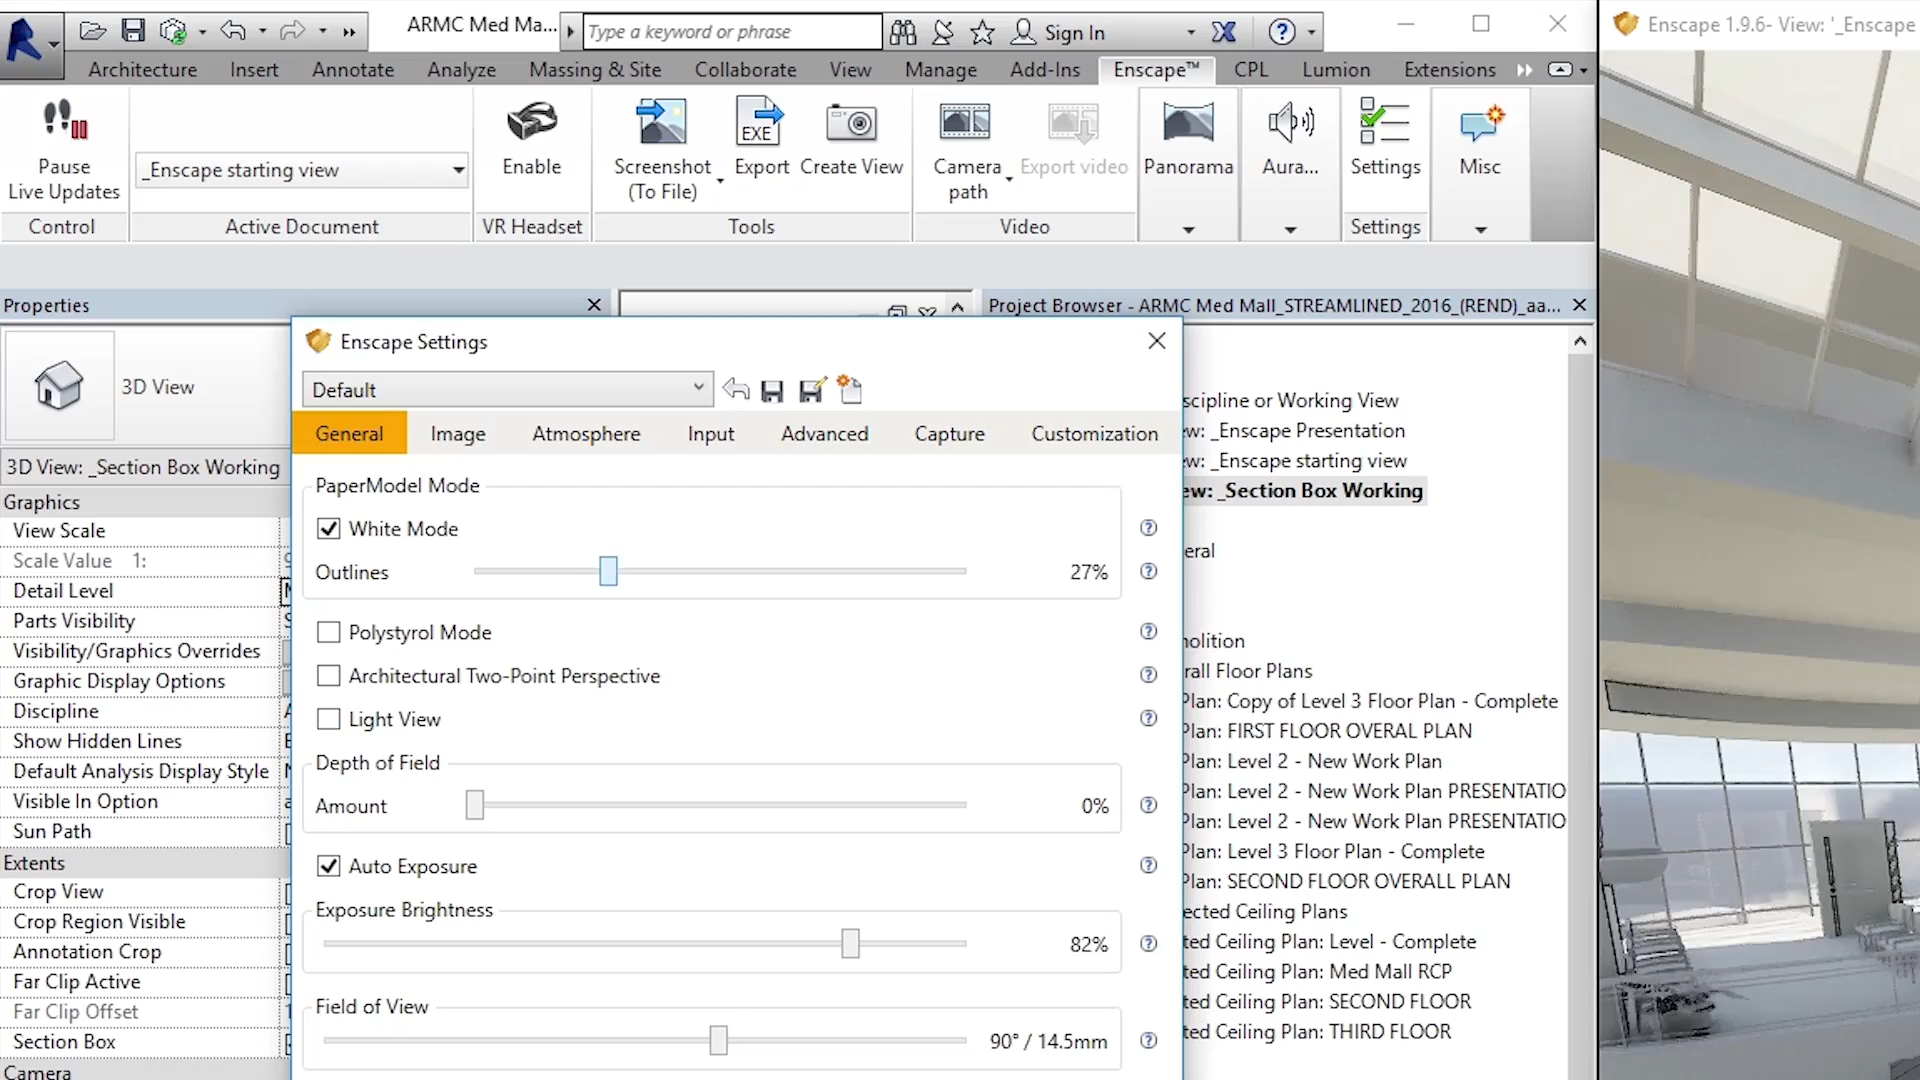 ARMC Med Ma...
Type a keyword or phrase
Sign In
Enscape 1.9.6- View: '_Enscape
Architecture
Insert
Annotate
Analyze
Massing & Site
Collaborate
View
Manage
Add-Ins
Enscape™
CPL
Lumion
Extensions
Pause
Live Updates
_Enscape starting view
Enable
Screenshot
(To File)
EXE
Export
Create View
Camera
path
Export video
Panorama
Aura...
Settings
Misc
Control
Active Document
VR Headset
Tools
Video
Settings
Properties
3D View
3D View: _Section Box Working
Graphics
View Scale
Scale Value 1:
Detail Level
Parts Visibility
Visibility/Graphics Overrides
Graphic Display Options
Discipline
Show Hidden Lines
Default Analysis Display Style
Visible In Option
Sun Path
Extents
Crop View
Crop Region Visible
Annotation Crop
Far Clip Active
Far Clip Offset
Section Box
Camera
Enscape Settings
Default
General
Image
Atmosphere
Input
Advanced
Capture
Customization
PaperModel Mode
White Mode
Outlines
27%
Polystyrol Mode
Architectural Two-Point Perspective
Light View
Depth of Field
Amount
0%
Auto Exposure
Exposure Brightness
82%
Field of View
90° / 14.5mm
Project Browser - ARMC Med Mall_STREAMLINED_2016_(REND)_aa...
scipline or Working View
ew: _Enscape Presentation
ew: _Enscape starting view
ew: _Section Box Working
eral
nolition
rall Floor Plans
Plan: Copy of Level 3 Floor Plan - Complete
Plan: FIRST FLOOR OVERAL PLAN
Plan: Level 2 - New Work Plan
Plan: Level 2 - New Work Plan PRESENTATIO
Plan: Level 2 - New Work Plan PRESENTATIO
Plan: Level 3 Floor Plan - Complete
Plan: SECOND FLOOR OVERALL PLAN
ected Ceiling Plans
ted Ceiling Plan: Level - Complete
ted Ceiling Plan: Med Mall RCP
ted Ceiling Plan: SECOND FLOOR
ted Ceiling Plan: THIRD FLOOR